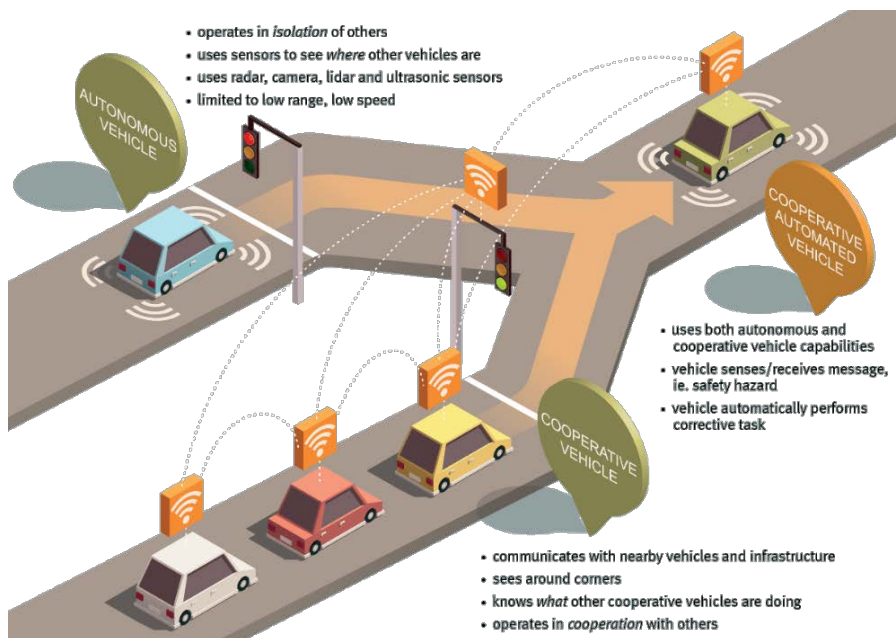 • operates in isolation of others
• uses sensors to see where other vehicles are
• uses radar, camera, lidar and ultrasonic sensors
• limited to low range, low speed
AUTONOMOUS
VEHICLE
COOPERATIVE
AUTOMATED
VEHICLE
• uses both autonomous and
cooperative vehicle capabilities
• vehicle senses/receives message,
ie. safety hazard
• vehicle automatically performs
corrective task
COOPERATIVE
VEHICLE
• communicates with nearby vehicles and infrastructure
• sees around corners
• knows what other cooperative vehicles are doing
• operates in cooperation with others